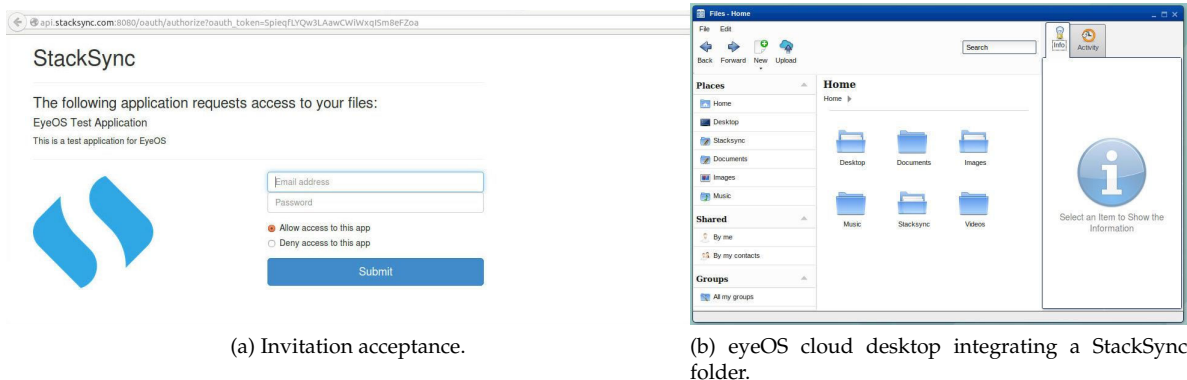 api.stacksync.com:8080/oauth/authorize?oauth_token=SpieqfLYQw3LAawCWiWxqISm8eFZoa
StackSync
The following application requests access to your files:
EyeOS Test Application
This is a test application for EyeOS
Email address
Password
Allow access to this app
Deny access to this app
Submit
(a) Invitation acceptance.
Files - Home
File Edit
Back Forward New Upload
Search
Info Activity
Places
Home
Desktop
Stacksync
Documents
Images
Music
Shared
By me
By my contacts
Groups
All my groups
Home
Home
Desktop Documents Images
Music Stacksync Videos
Select an Item to Show the
Information
(b) eyeOS cloud desktop integrating a StackSync
folder.